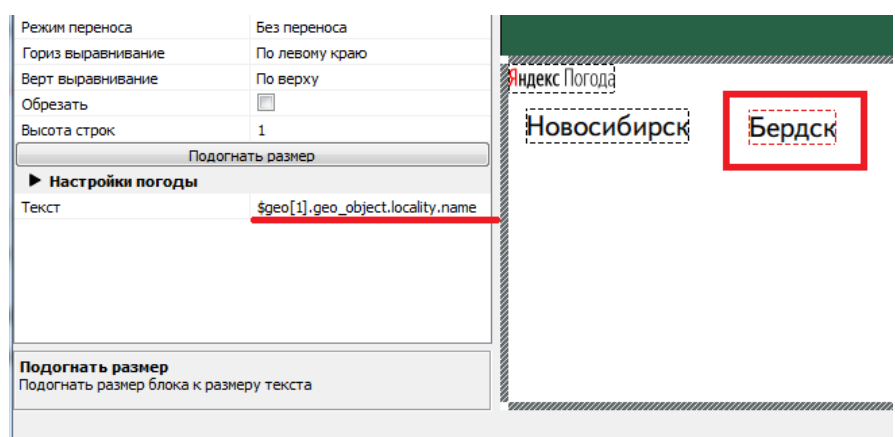 Режим переноса Без переноса
Гориз выравнивание По левому краю
Верт выравнивание По верху
Обрезать
Высота строк 1
Подогнать размер
Настройки погоды
Текст $geo[1].geo_object.locality.name
Подогнать размер
Подогнать размер блока к размеру текста
Яндекс Погода
Новосибирск Бердск